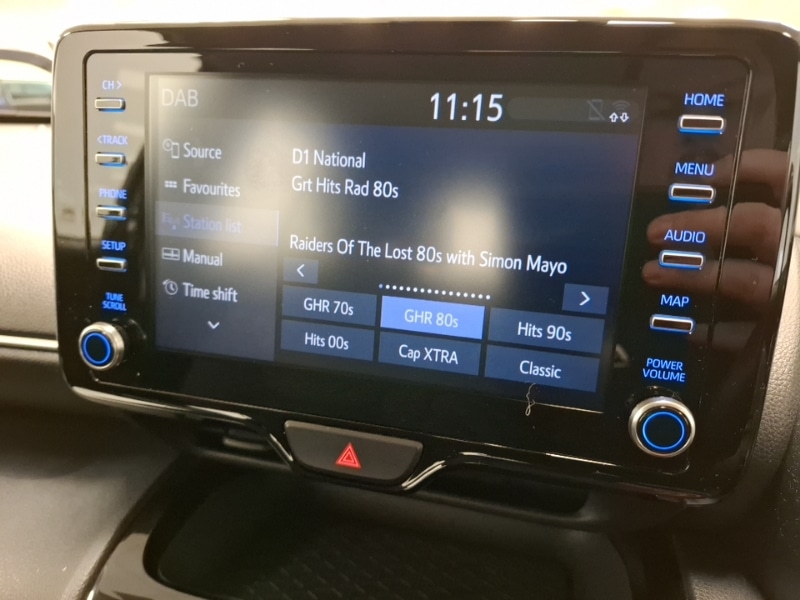 CH >
< TRACK
PHONE
SETUP
TUNE
SCROLL
DAB
11:15
Source
Favourites
Station list
Manual
Time shift
D1 National
Grt Hits Rad 80s
Raiders Of The Lost 80s with Simon Mayo
<
>
GHR 70s
GHR 80s
Hits 90s
Hits 00s
Cap XTRA
Classic
HOME
MENU
AUDIO
MAP
POWER
VOLUME